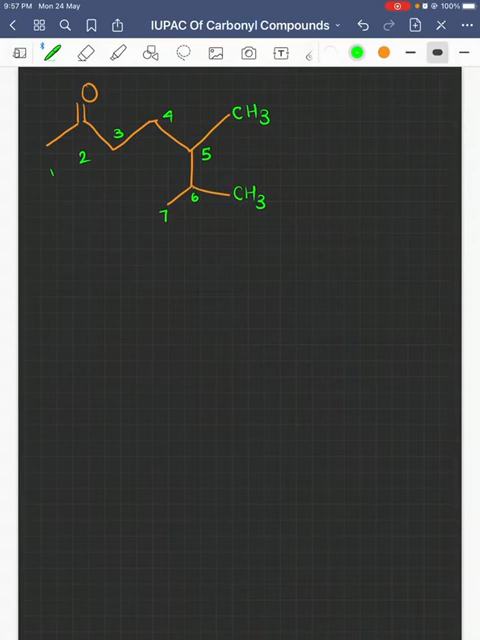 9:57 PM Mon 24 May
100%
IUPAC Of Carbonyl Compounds
T
O
4
CH3
3
2
5
1
6
CH3
7